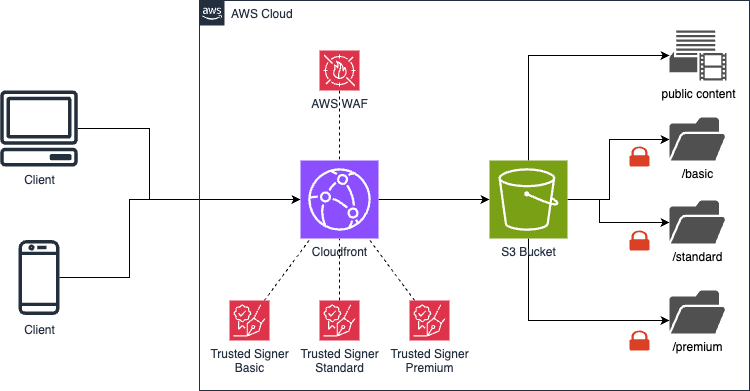 aws
AWS Cloud
AWS WAF
public content
Client
/basic
Cloudfront
S3 Bucket
/standard
Client
Trusted Signer
Basic
Trusted Signer
Standard
Trusted Signer
Premium
/premium